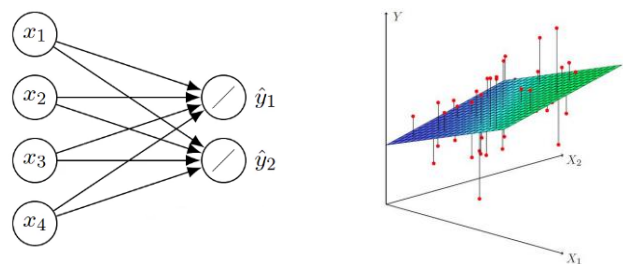 x₁
x₂
x₃
x₄
ŷ₁
ŷ₂
Y
X₂
X₁